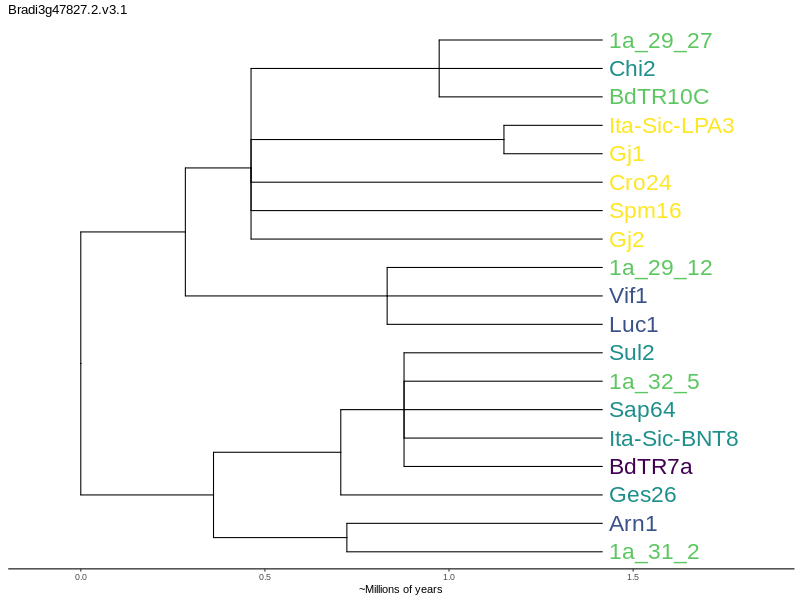 Bradi3g47827.2.v3.1
1a_29_27
Chi2
BdTR10C
Ita-Sic-LPA3
Gj1
Cro24
Spm16
Gj2
1a_29_12
Vif1
Luc1
Sul2
1a_32_5
Sap64
Ita-Sic-BNT8
BdTR7a
Ges26
Arn1
1a_31_2
0.0 0.5 1.0 1.5
~Millions of years